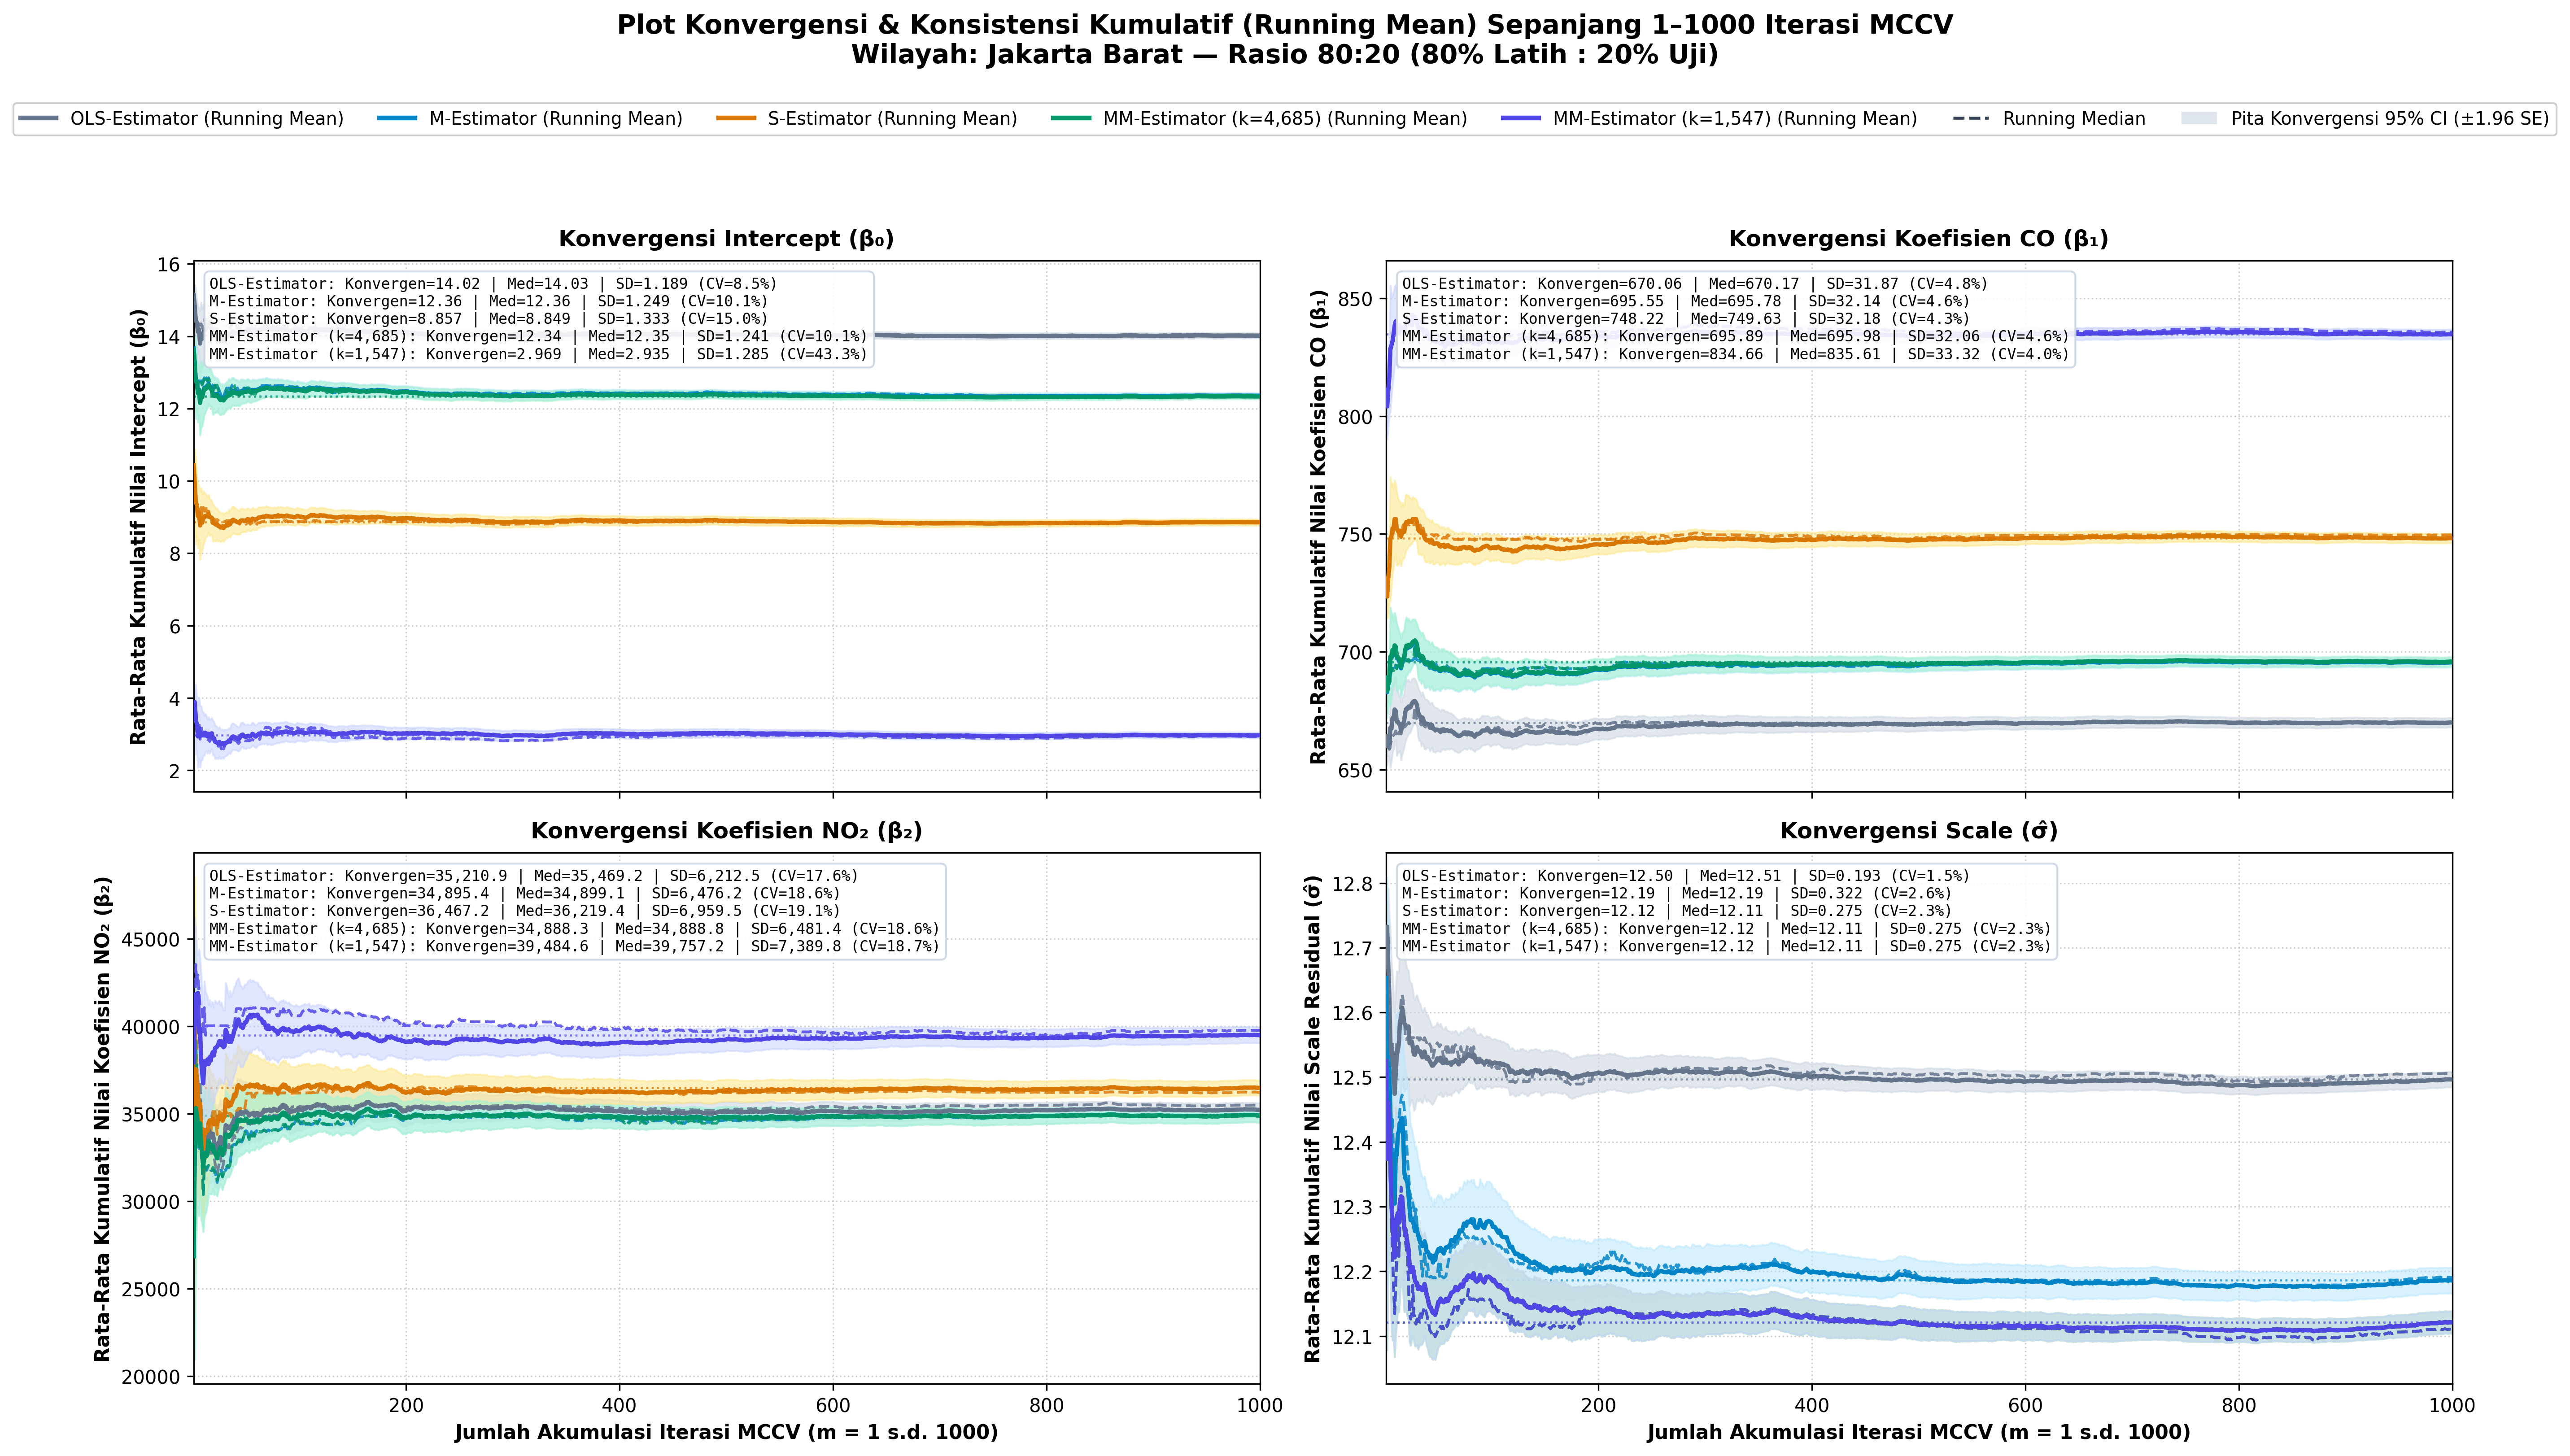 Plot Konvergensi & Konsistensi Kumulatif (Running Mean) Sepanjang 1–1000 Iterasi MCCV
Wilayah: Jakarta Barat — Rasio 80:20 (80% Latih : 20% Uji)
OLS-Estimator (Running Mean)
M-Estimator (Running Mean)
S-Estimator (Running Mean)
MM-Estimator (k=4,685) (Running Mean)
MM-Estimator (k=1,547) (Running Mean)
Running Median
Pita Konvergensi 95% CI (±1.96 SE)
Konvergensi Intercept (β₀)
Rata-Rata Kumulatif Nilai Intercept (β₀)
16
14
12
10
8
6
4
2
OLS-Estimator: Konvergen=14.02 | Med=14.03 | SD=1.189 (CV=8.5%)
M-Estimator: Konvergen=12.36 | Med=12.36 | SD=1.249 (CV=10.1%)
S-Estimator: Konvergen=8.857 | Med=8.849 | SD=1.333 (CV=15.0%)
MM-Estimator (k=4,685): Konvergen=12.34 | Med=12.35 | SD=1.241 (CV=10.1%)
MM-Estimator (k=1,547): Konvergen=2.969 | Med=2.935 | SD=1.285 (CV=43.3%)
Konvergensi Koefisien CO (β₁)
Rata-Rata Kumulatif Nilai Koefisien CO (β₁)
850
800
750
700
650
OLS-Estimator: Konvergen=670.06 | Med=670.17 | SD=31.87 (CV=4.8%)
M-Estimator: Konvergen=695.55 | Med=695.78 | SD=32.14 (CV=4.6%)
S-Estimator: Konvergen=748.22 | Med=749.63 | SD=32.18 (CV=4.3%)
MM-Estimator (k=4,685): Konvergen=695.89 | Med=695.98 | SD=32.06 (CV=4.6%)
MM-Estimator (k=1,547): Konvergen=834.66 | Med=835.61 | SD=33.32 (CV=4.0%)
Konvergensi Koefisien NO₂ (β₂)
Rata-Rata Kumulatif Nilai Koefisien NO₂ (β₂)
45000
40000
35000
30000
25000
20000
OLS-Estimator: Konvergen=35,210.9 | Med=35,469.2 | SD=6,212.5 (CV=17.6%)
M-Estimator: Konvergen=34,895.4 | Med=34,899.1 | SD=6,476.2 (CV=18.6%)
S-Estimator: Konvergen=36,467.2 | Med=36,219.4 | SD=6,959.5 (CV=19.1%)
MM-Estimator (k=4,685): Konvergen=34,888.3 | Med=34,888.8 | SD=6,481.4 (CV=18.6%)
MM-Estimator (k=1,547): Konvergen=39,484.6 | Med=39,757.2 | SD=7,389.8 (CV=18.7%)
200
400
600
800
1000
Jumlah Akumulasi Iterasi MCCV (m = 1 s.d. 1000)
Konvergensi Scale (σ̂)
Rata-Rata Kumulatif Nilai Scale Residual (σ̂)
12.8
12.7
12.6
12.5
12.4
12.3
12.2
12.1
OLS-Estimator: Konvergen=12.50 | Med=12.51 | SD=0.193 (CV=1.5%)
M-Estimator: Konvergen=12.19 | Med=12.19 | SD=0.322 (CV=2.6%)
S-Estimator: Konvergen=12.12 | Med=12.11 | SD=0.275 (CV=2.3%)
MM-Estimator (k=4,685): Konvergen=12.12 | Med=12.11 | SD=0.275 (CV=2.3%)
MM-Estimator (k=1,547): Konvergen=12.12 | Med=12.11 | SD=0.275 (CV=2.3%)
200
400
600
800
1000
Jumlah Akumulasi Iterasi MCCV (m = 1 s.d. 1000)